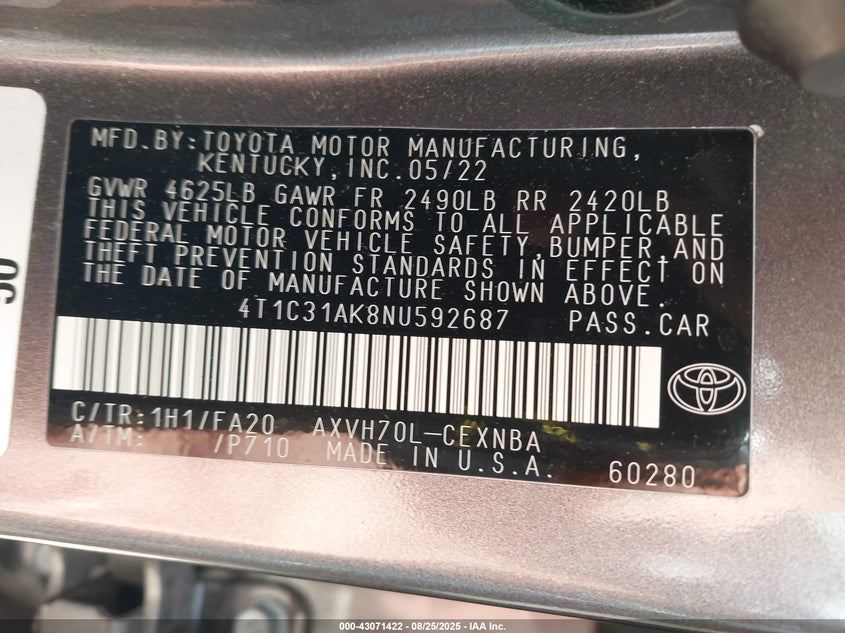 MFD.BY:TOYOTA MOTOR MANUFACTURING,
KENTUCKY,INC.05/22
GVWR 4625LB GAWR FR 2490LB RR 2420LB
THIS VEHICLE CONFORMS TO ALL APPLICABLE
FEDERAL MOTOR VEHICLE SAFETY,BUMPER,AND
THEFT PREVENTION STANDARDS IN EFFECT ON
THE DATE OF MANUFACTURE SHOWN ABOVE.
4T1C31AK8NU592687 PASS.CAR
C/TR:1H1/FA20 AXVH70L-CEXNBA
A/TM: /P710 MADE IN U.S.A. 60280
000-43071422 - 08/25/2025 - IAA Inc.